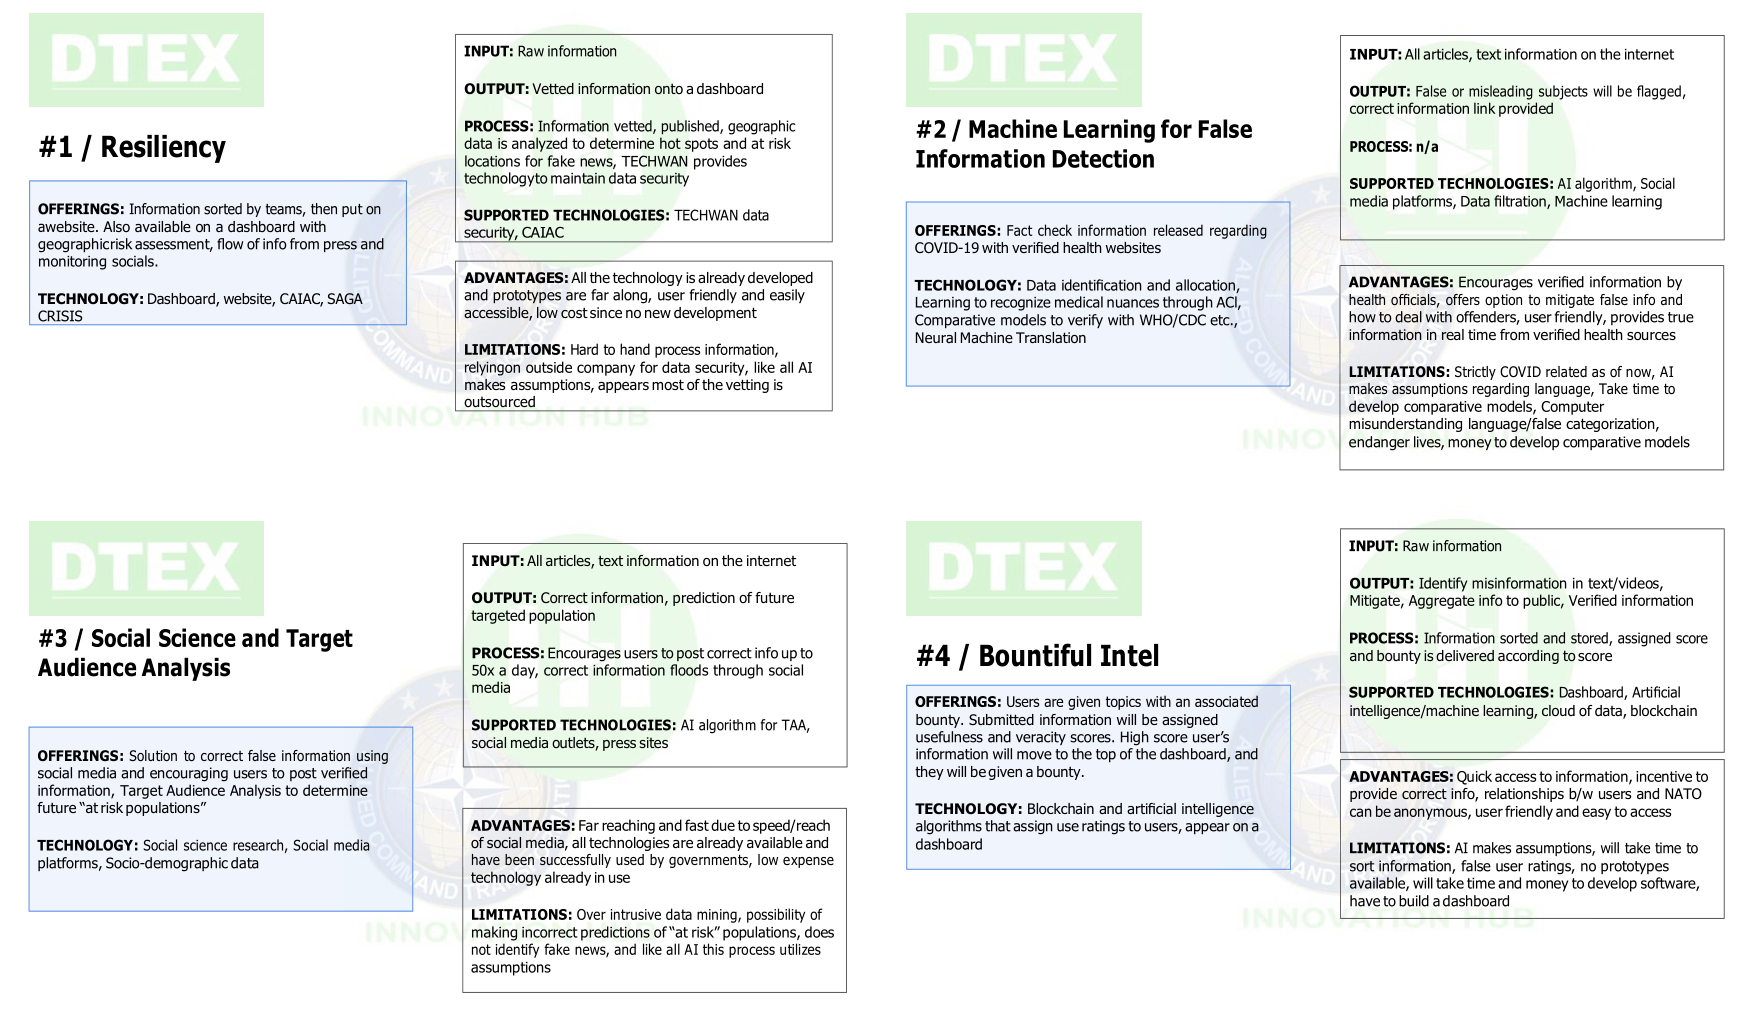 DTEX
#1 / Resiliency
OFFERINGS: Information sorted by teams, then put on
awebsite. Also available on a dashboard with
geographicrisk assessment, flow of info from press and
monitoring socials.
TECHNOLOGY: Dashboard, website, CAIAC, SAGA
CRISIS
INPUT: Raw information
OUTPUT: Vetted information onto a dashboard
PROCESS: Information vetted, published, geographic
data is analyzed to determine hot spots and at risk
locations for fake news, TECHWAN provides
technologyto maintain data security
SUPPORTED TECHNOLOGIES: TECHWAN data
security, CAIAC
ADVANTAGES: All the technology is already developed
and prototypes are far along, user friendly and easily
accessible, low cost since no new development
LIMITATIONS: Hard to hand process information,
relyingon outside company for data security, like all AI
makes assumptions, appears most of the vetting is
outsourced
INNOVATION HUB
DTEX
#2 / Machine Learning for False
Information Detection
OFFERINGS: Fact check information released regarding
COVID-19 with verified health websites
TECHNOLOGY: Data identification and allocation,
Learning to recognize medical nuances through ACI,
Comparative models to verify with WHO/CDC etc.,
Neural Machine Translation
INPUT: All articles, text information on the internet
OUTPUT: False or misleading subjects will be flagged,
correct information link provided
PROCESS: n/a
SUPPORTED TECHNOLOGIES: AI algorithm, Social
media platforms, Data filtration, Machine learning
ADVANTAGES: Encourages verified information by
health officials, offers option to mitigate false info and
how to deal with offenders, user friendly, provides true
information in real time from verified health sources
LIMITATIONS: Strictly COVID related as of now, AI
makes assumptions regarding language, Take time to
develop comparative models, Computer
misunderstanding language/false categorization,
endanger lives, money to develop comparative models
INNOVATION HUB
DTEX
#3 / Social Science and Target
Audience Analysis
OFFERINGS: Solution to correct false information using
social media and encouraging users to post verified
information, Target Audience Analysis to determine
future “at risk populations”
TECHNOLOGY: Social science research, Social media
platforms, Socio-demographic data
INPUT: All articles, text information on the internet
OUTPUT: Correct information, prediction of future
targeted population
PROCESS: Encourages users to post correct info up to
50x a day, correct information floods through social
media
SUPPORTED TECHNOLOGIES: AI algorithm for TAA,
social media outlets, press sites
ADVANTAGES: Far reaching and fast due to speed/reach
of social media, all technologies are already available and
have been successfully used by governments, low expense
technology already in use
LIMITATIONS: Over intrusive data mining, possibility of
making incorrect predictions of “at risk” populations, does
not identify fake news, and like all AI this process utilizes
assumptions
INNOVATION HUB
DTEX
#4 / Bountiful Intel
OFFERINGS: Users are given topics with an associated
bounty. Submitted information will be assigned
usefulness and veracity scores. High score user’s
information will move to the top of the dashboard, and
they will be given a bounty.
TECHNOLOGY: Blockchain and artificial intelligence
algorithms that assign use ratings to users, appear on a
dashboard
INPUT: Raw information
OUTPUT: Identify misinformation in text/videos,
Mitigate, Aggregate info to public, Verified information
PROCESS: Information sorted and stored, assigned score
and bounty is delivered according to score
SUPPORTED TECHNOLOGIES: Dashboard, Artificial
intelligence/machine learning, cloud of data, blockchain
ADVANTAGES: Quick access to information, incentive to
provide correct info, relationships b/w users and NATO
can be anonymous, user friendly and easy to access
LIMITATIONS: AI makes assumptions, will take time to
sort information, false user ratings, no prototypes
available, will take time and money to develop software,
have to build a dashboard
INNOVATION HUB